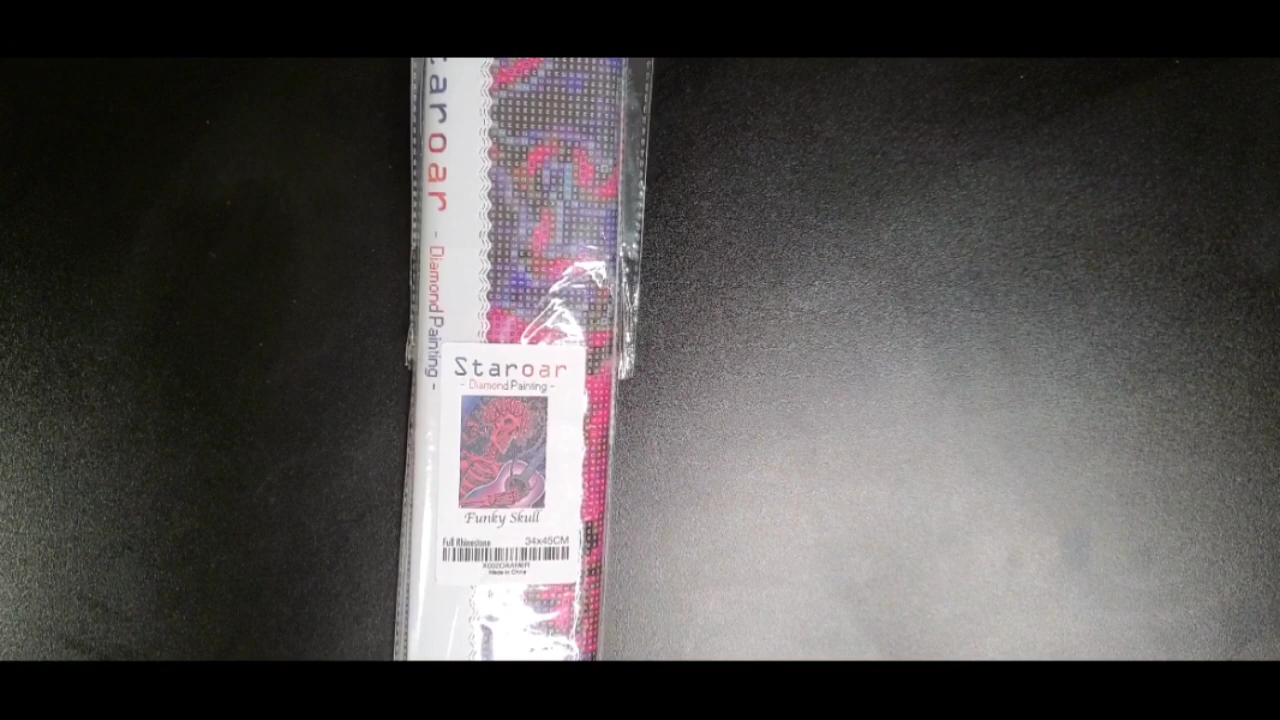 taroar - Diamond Painting -
Staroar
- Diamond Painting -
Funky Skull
Full Rhinestone 34x45CM
Made in China